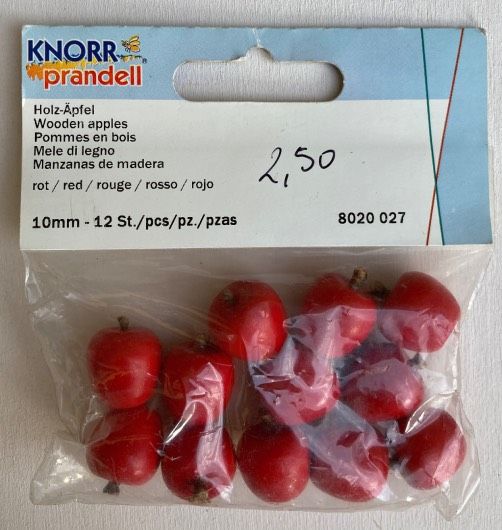 KNORR
prandell
Holz-Äpfel
Wooden apples
Pommes en bois
Mele di legno
Manzanas de madera
rot / red / rouge / rosso / rojo
2,50
10mm - 12 St./pcs/pz./pzas 8020 027